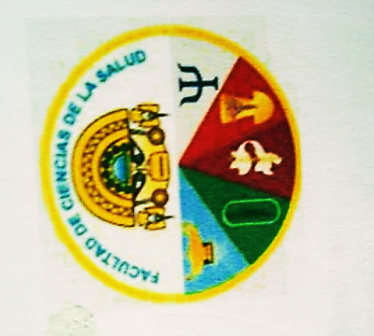 FACULTAD DE CIENCIAS DE LA SALUD
Ψ